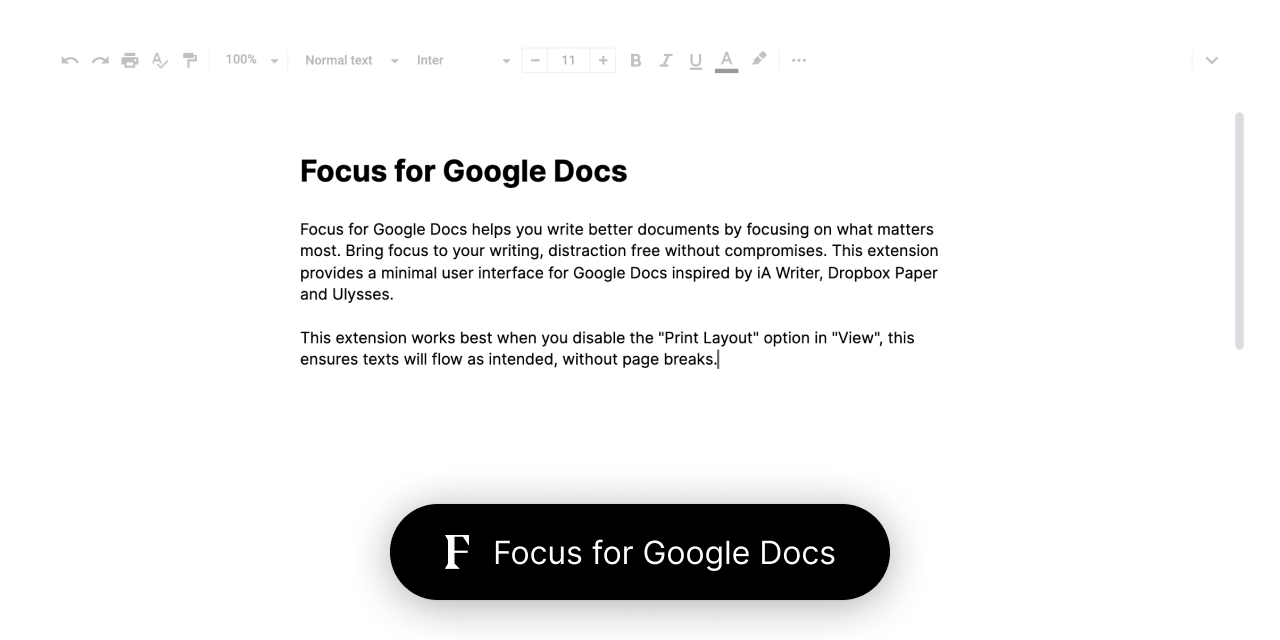 100% Normal text Inter − 11 + B I U A
Focus for Google Docs
Focus for Google Docs helps you write better documents by focusing on what matters
most. Bring focus to your writing, distraction free without compromises. This extension
provides a minimal user interface for Google Docs inspired by iA Writer, Dropbox Paper
and Ulysses.
This extension works best when you disable the "Print Layout" option in "View", this
ensures texts will flow as intended, without page breaks.
F Focus for Google Docs